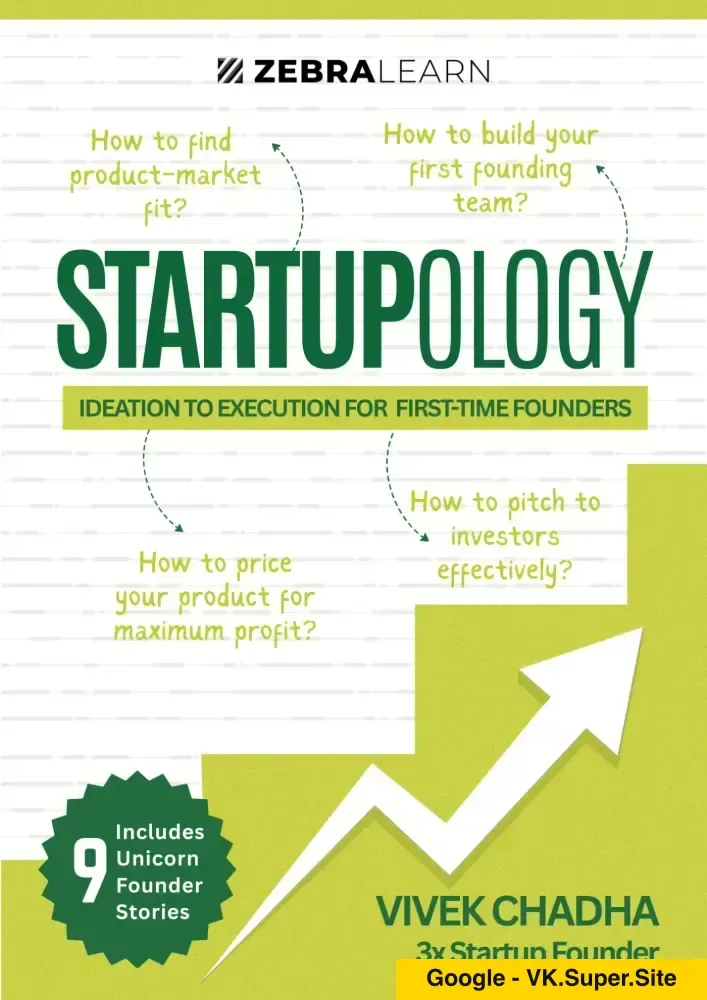 ZEBRALEARN
How to find
product-market
fit?
How to build your
first founding
team?
STARTUPOLOGY
IDEATION TO EXECUTION FOR FIRST-TIME FOUNDERS
How to pitch to
investors
effectively?
How to price
your product for
maximum profit?
9
Includes
Unicorn
Founder
Stories
VIVEK CHADHA
3x Startup Founder
Google - VK.Super.Site